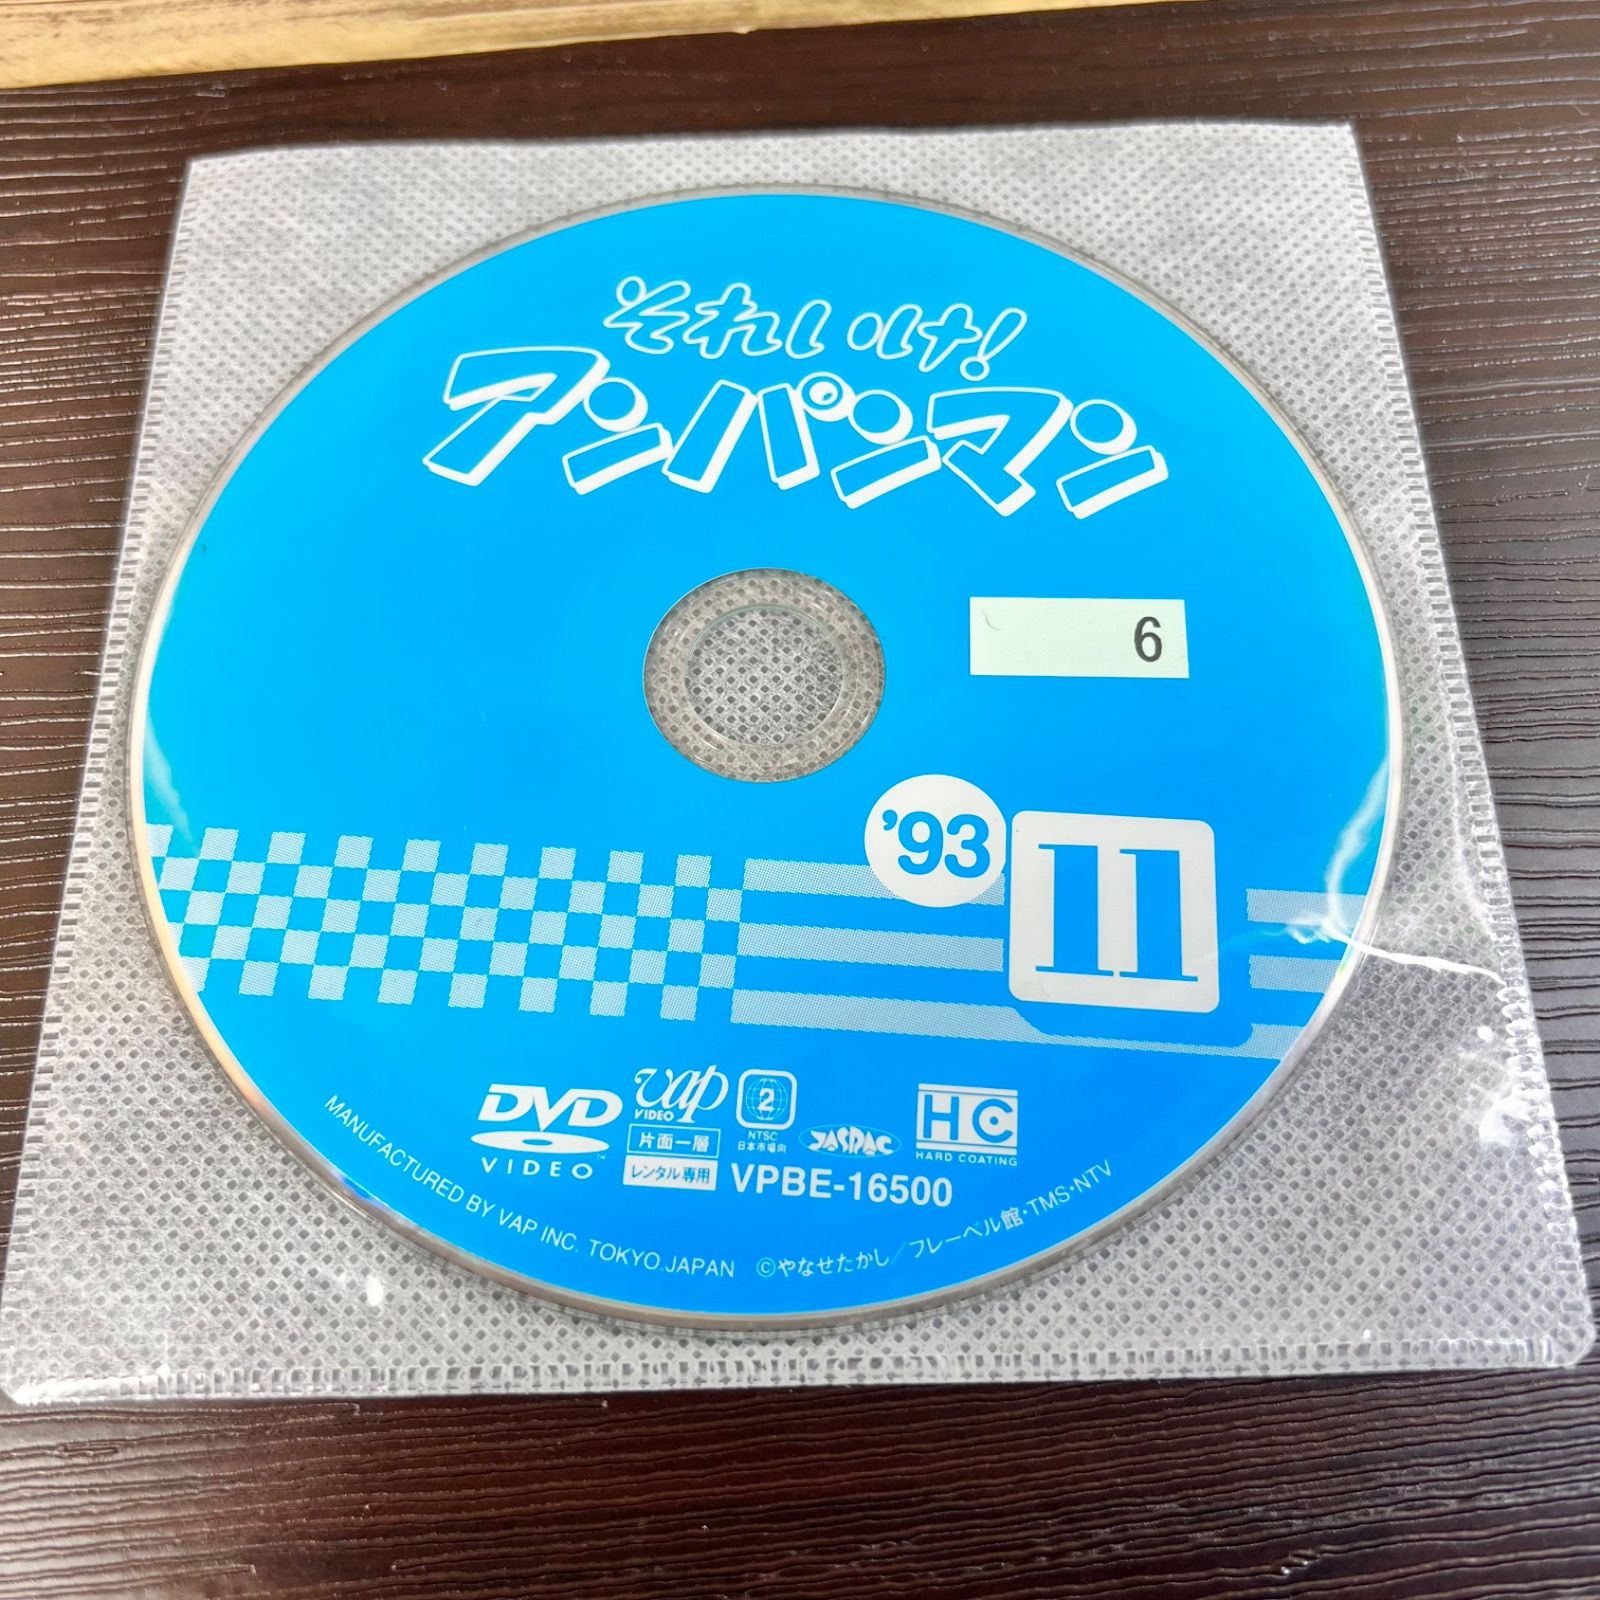 それいけ!
アンパンマン
6
'93
11
DVD
VIDEO
vap
VIDEO
片面一層
レンタル専用
2
NTSC
日本市場向
JASRAC
HC
HARD COATING
VPBE-16500
MANUFACTURED BY VAP INC. TOKYO.JAPAN ©やなせたかし/フレーベル館・TMS・NTV